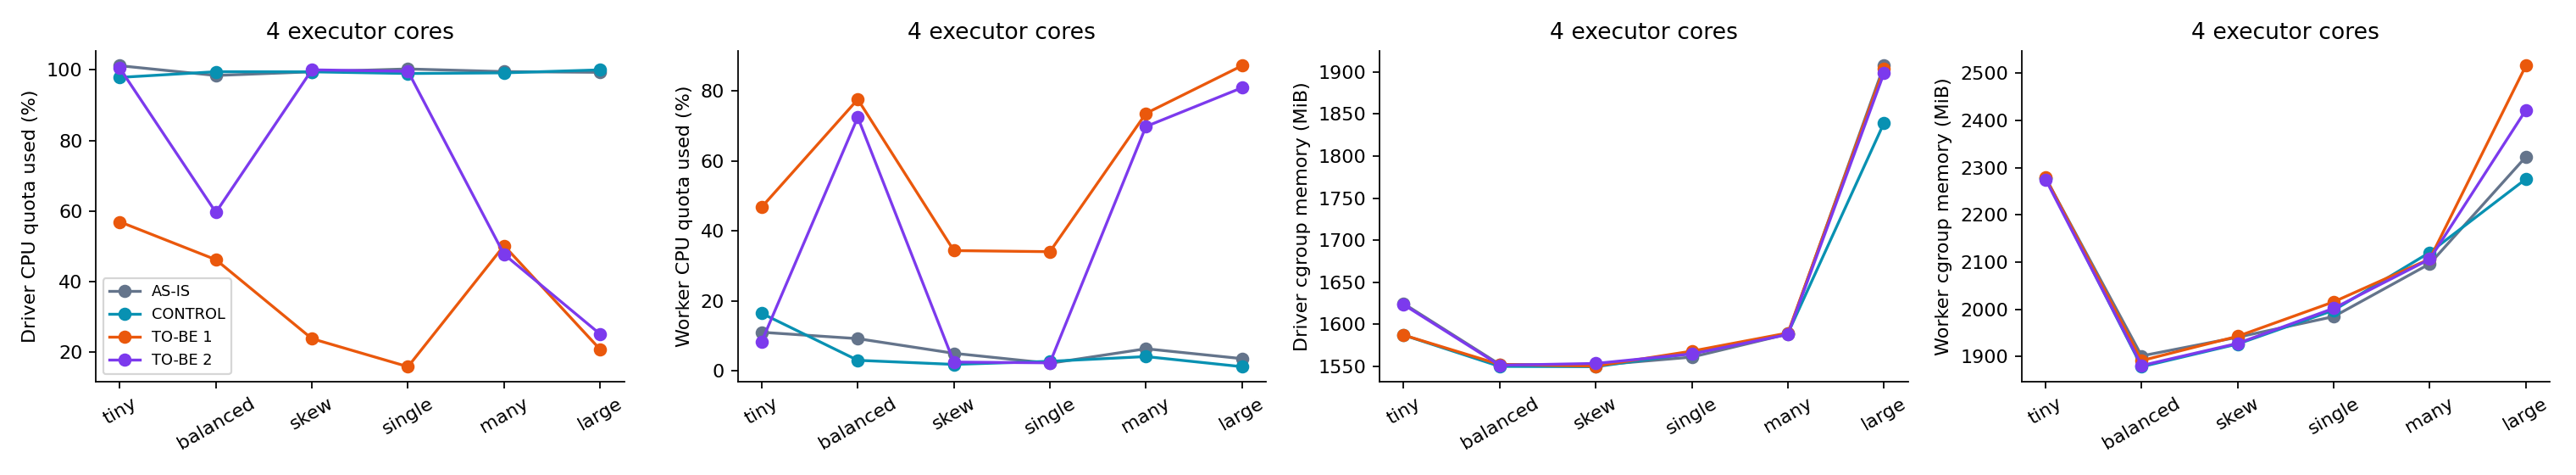 4 executor cores
Driver CPU quota used (%)
100
80
60
40
20
AS-IS
CONTROL
TO-BE 1
TO-BE 2
tiny
balanced
skew
single
many
large
4 executor cores
Worker CPU quota used (%)
80
60
40
20
0
tiny
balanced
skew
single
many
large
4 executor cores
Driver cgroup memory (MiB)
1900
1850
1800
1750
1700
1650
1600
1550
tiny
balanced
skew
single
many
large
4 executor cores
Worker cgroup memory (MiB)
2500
2400
2300
2200
2100
2000
1900
tiny
balanced
skew
single
many
large